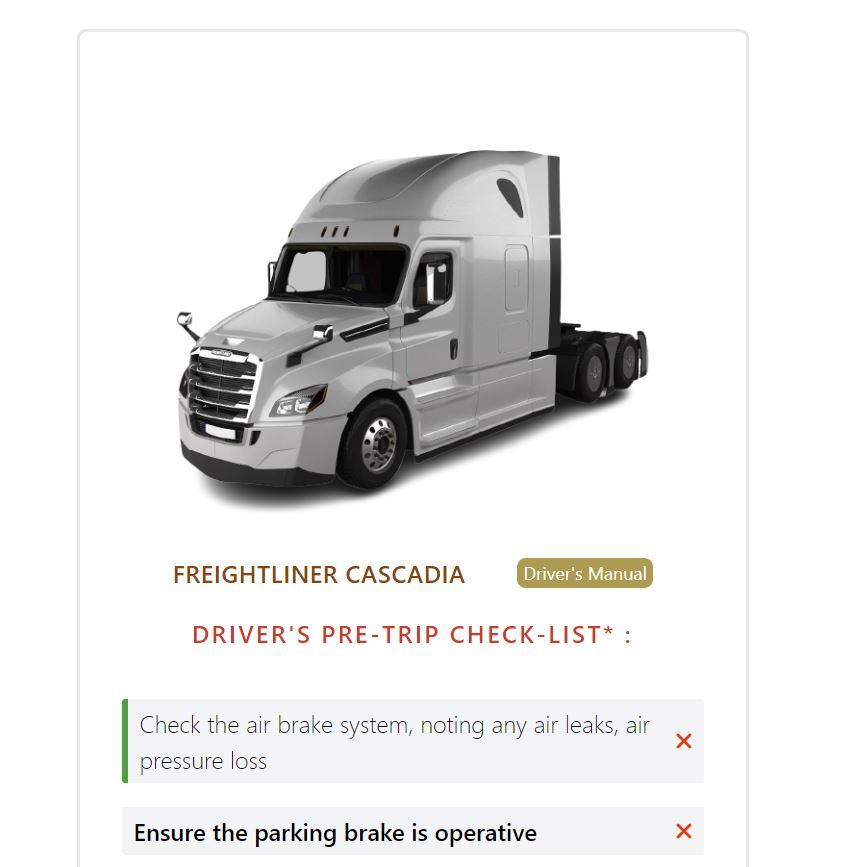 FREIGHTLINER CASCADIA
Driver's Manual
DRIVER'S PRE-TRIP CHECK-LIST* :
Check the air brake system, noting any air leaks, air
pressure loss
Ensure the parking brake is operative